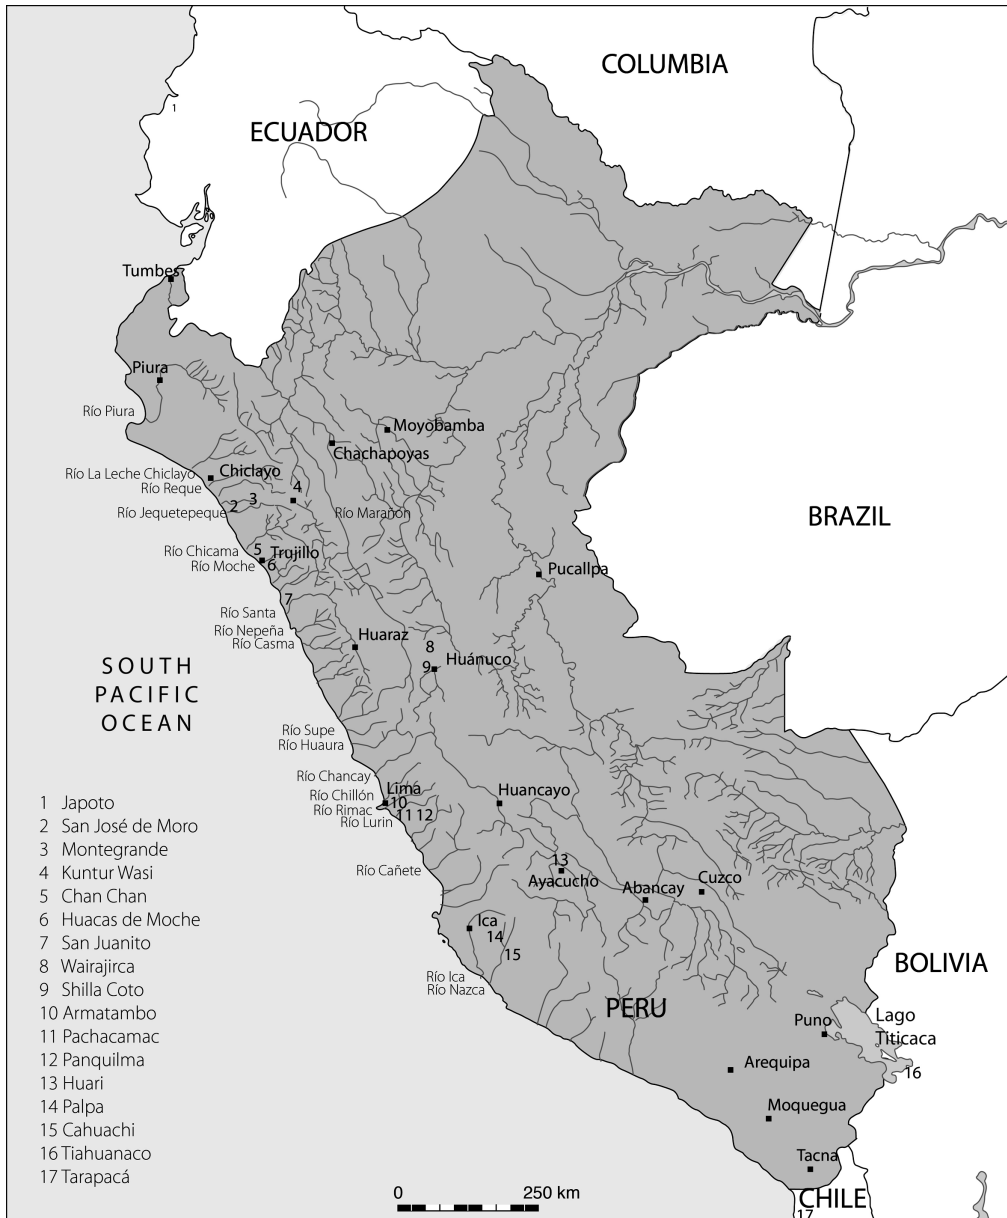 COLUMBIA
1
ECUADOR
Tumbes
Piura
Río Piura
Moyobamba
Chachapoyas
Río La Leche Chiclayo
Chiclayo
Río Reque
4
3
2
Río Jequetepeque
Río Marañón
BRAZIL
5
Trujillo
Río Chicama
Río Moche
6
Pucallpa
7
Río Santa
Río Nepeña
Río Casma
Huaraz
8
9
Huánuco
SOUTH
PACIFIC
OCEAN
Río Supe
Río Huaura
Río Chancay
Río Chillón
Río Rimac
Río Lurin
Lima
10
11
12
Huancayo
Río Cañete
13
Ayacucho
Abancay
Cuzco
Ica
14
15
Río Ica
Río Nazca
BOLIVIA
PERU
Puno
Lago
Titicaca
16
Arequipa
Moquegua
Tacna
CHILE
17
1 Japoto
2 San José de Moro
3 Montegrande
4 Kuntur Wasi
5 Chan Chan
6 Huacas de Moche
7 San Juanito
8 Wairajirca
9 Shilla Coto
10 Armatambo
11 Pachacamac
12 Panquilma
13 Huari
14 Palpa
15 Cahuachi
16 Tiahuanaco
17 Tarapacá
0 250 km